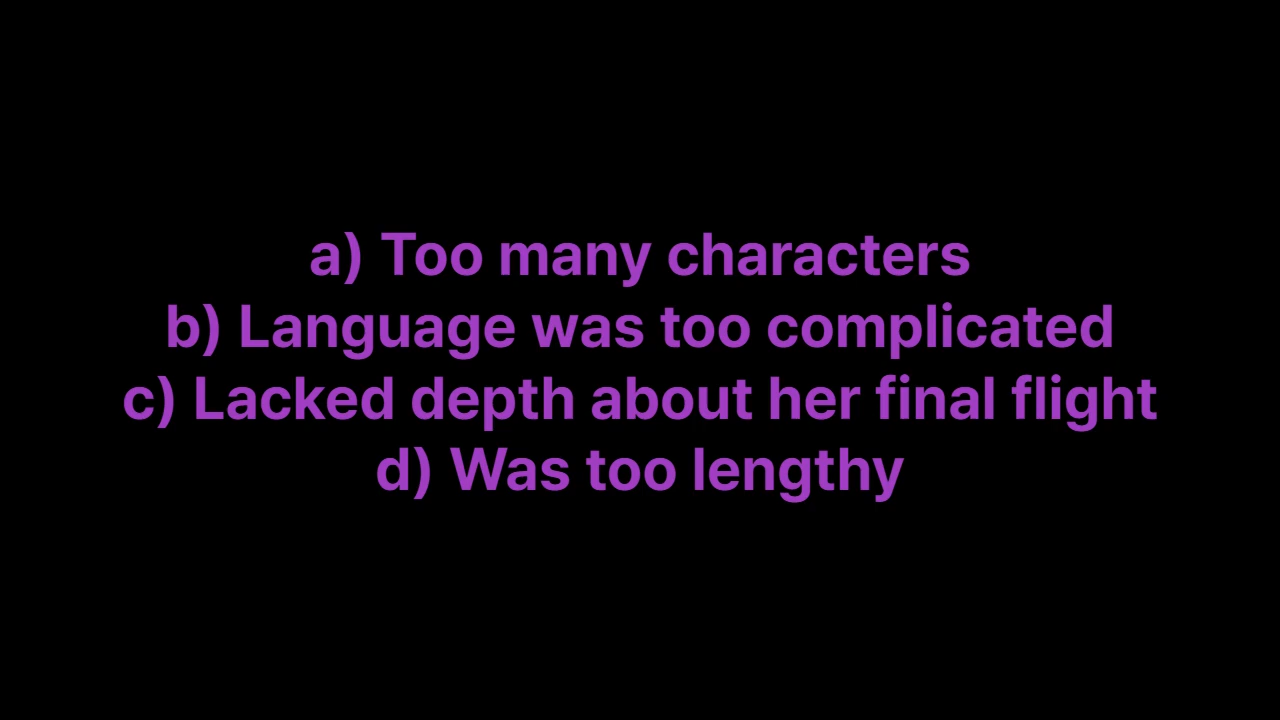 a) Too many characters
b) Language was too complicated
c) Lacked depth about her final flight
d) Was too lengthy